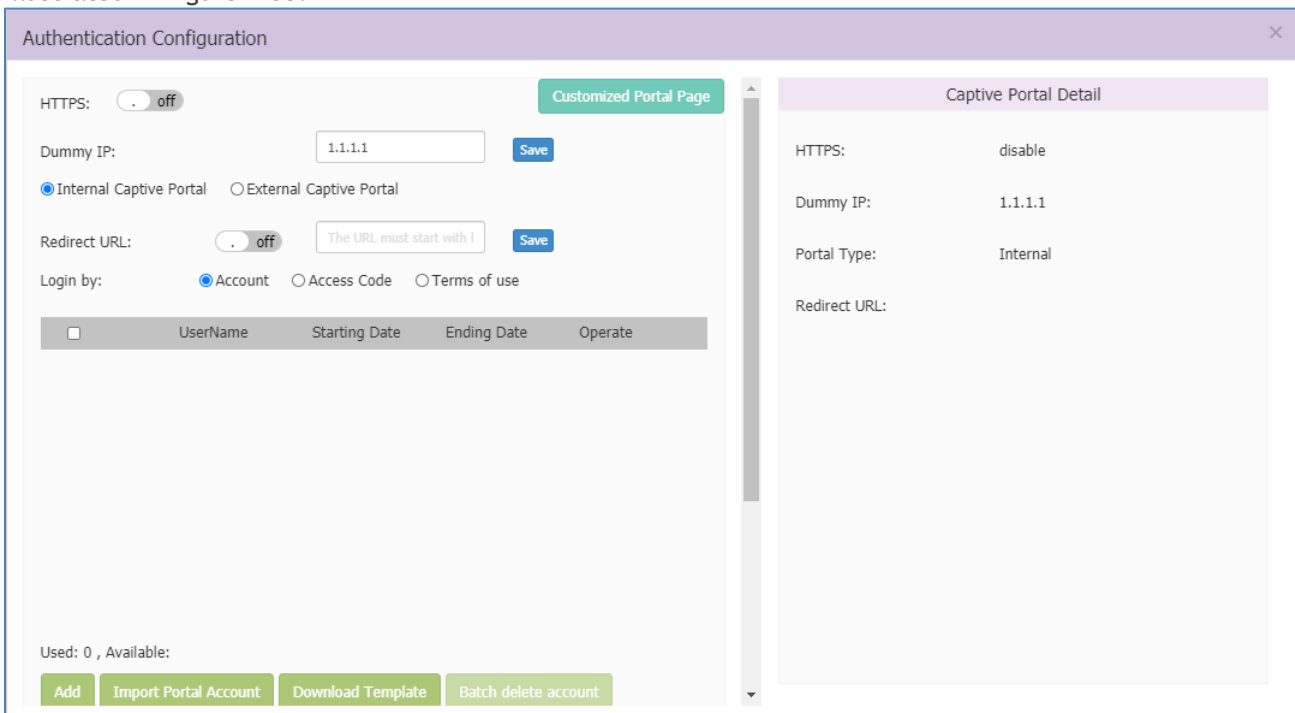 Authentication Configuration ×
HTTPS: . off Customized Portal Page
Dummy IP: 1.1.1.1 Save
Internal Captive Portal External Captive Portal
Redirect URL: . off The URL must start with Save
Login by: Account Access Code Terms of use
UserName Starting Date Ending Date Operate
Used: 0 , Available:
Add Import Portal Account Download Template Batch delete account
Captive Portal Detail
HTTPS: disable
Dummy IP: 1.1.1.1
Portal Type: Internal
Redirect URL: